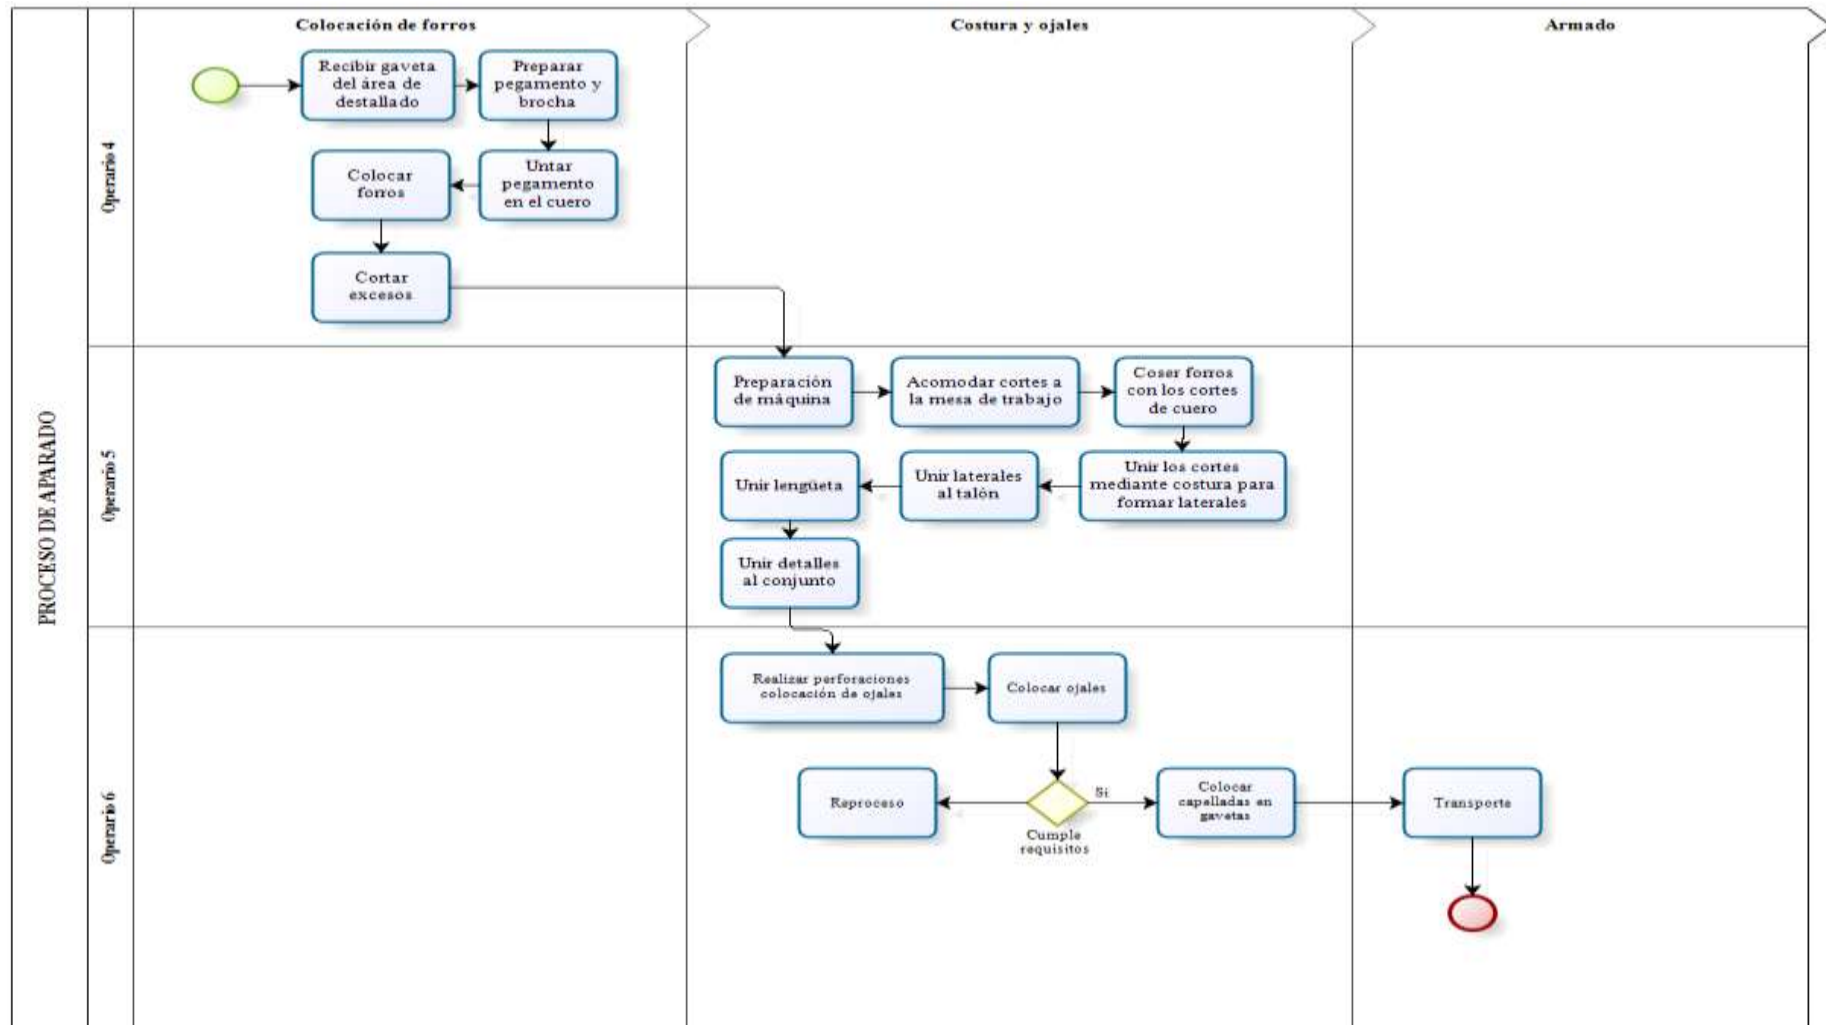 Colocación de forros
Costura y ojales
Armado
PROCESO DE APARADO
Operario 4
Recibir gaveta
del área de
destallado
Preparar
pegamento y
brocha
Untar
pegamento
en el cuero
Colocar
forros
Cortar
excesos
Operario 5
Preparación
de máquina
Acomodar cortes a
la mesa de trabajo
Coser forros
con los cortes
de cuero
Unir los cortes
mediante costura para
formar laterales
Unir laterales
al talón
Unir lengüeta
Unir detalles
al conjunto
Operario 6
Realizar perforaciones
colocación de ojales
Colocar ojales
Cumple
requisitos
Reproceso
Si
Colocar
capelladas en
gavetas
Transporte